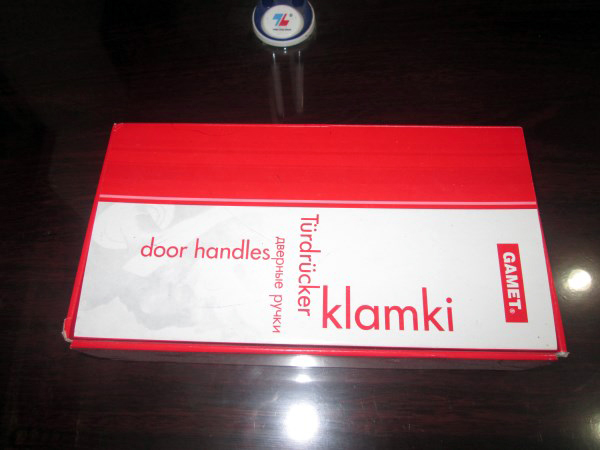 door handles
Türdrücker
дверные ручки
klamki
GAMET®